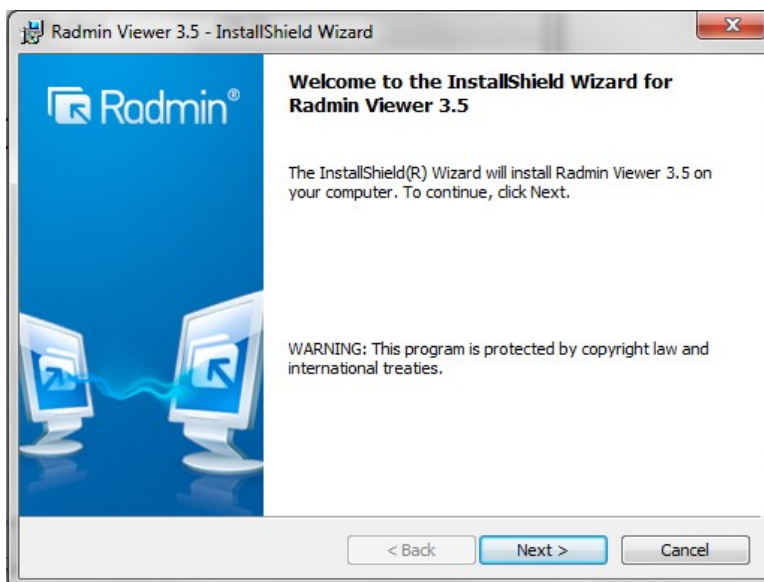 Radmin Viewer 3.5 - InstallShield Wizard
Radmin®
Welcome to the InstallShield Wizard for
Radmin Viewer 3.5
The InstallShield(R) Wizard will install Radmin Viewer 3.5 on
your computer. To continue, click Next.
WARNING: This program is protected by copyright law and
international treaties.
< Back
Next >
Cancel